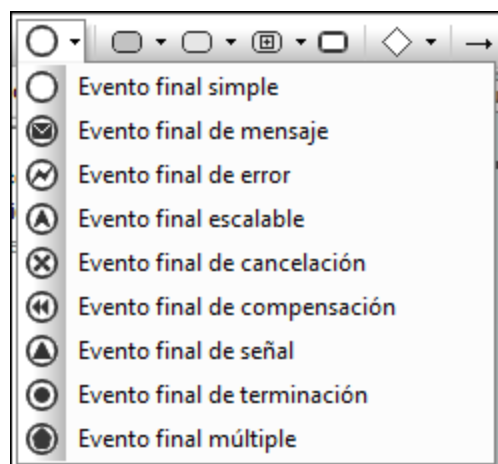 Evento final simple
Evento final de mensaje
Evento final de error
Evento final escalable
Evento final de cancelación
Evento final de compensación
Evento final de señal
Evento final de terminación
Evento final múltiple